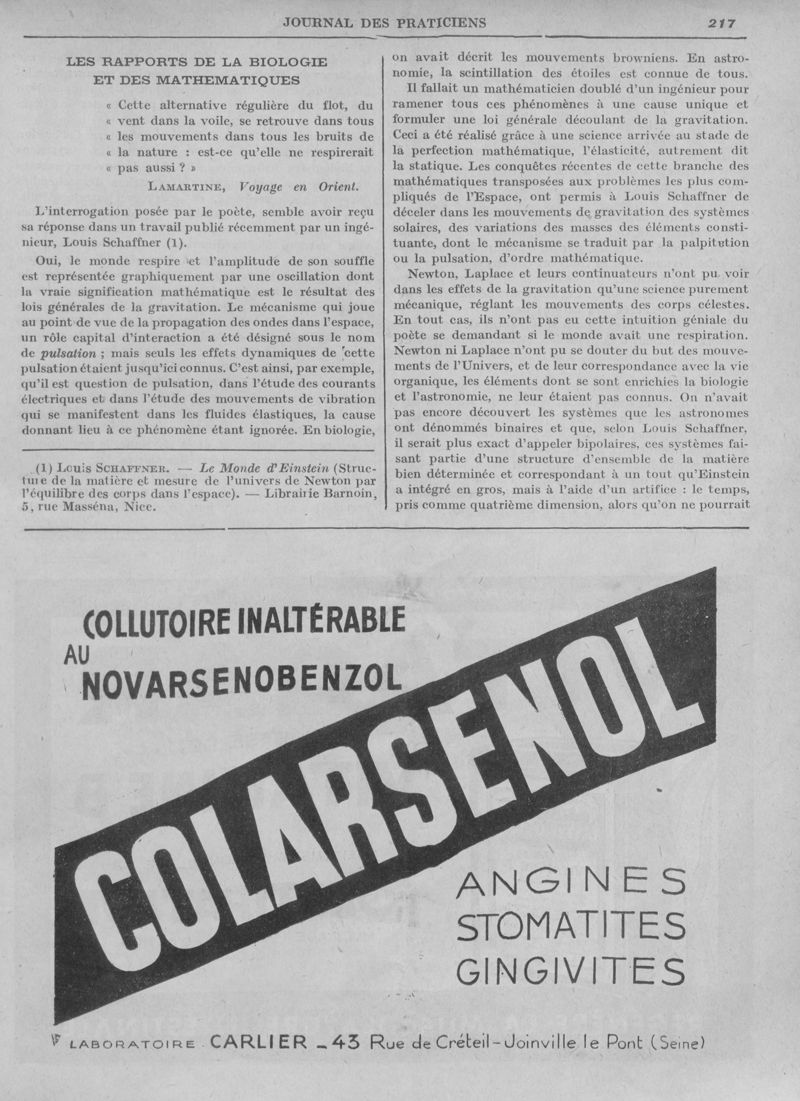 JOURNAL DES PRATICIENS 217
LES RAPPORTS DE LA BIOLOGIE
ET DES MATHEMATIQUES
« Cette alternative régulière du flot, du
« vent dans la voile, se retrouve dans tous
« les mouvements dans tous les bruits de
« la nature : est-ce qu'elle ne respirerait
« pas aussi ? »
LAMARTINE, Voyage en Orient.
L'interrogation posée par le poète, semble avoir reçu
sa réponse dans un travail publié récemment par un ingé-
nieur, Louis Schaffner (1).
Oui, le monde respire et l'amplitude de son souffle
est représentée graphiquement par une oscillation dont
la vraie signification mathématique est le résultat des
lois générales de la gravitation. Le mécanisme qui joue
au point de vue de la propagation des ondes dans l'espace,
un rôle capital d'interaction a été désigné sous le nom
de pulsation ; mais seuls les effets dynamiques de cette
pulsation étaient jusqu'ici connus. C'est ainsi, par exemple,
qu'il est question de pulsation, dans l'étude des courants
électriques et dans l'étude des mouvements de vibration
qui se manifestent dans les fluides élastiques, la cause
donnant lieu à ce phénomène étant ignorée. En biologie,
(1) Louis SCHAFFNER. — Le Monde d'Einstein (Struc-
ture de la matière et mesure de l'univers de Newton par
l'équilibre des corps dans l'espace). — Librairie Barnoin,
5, rue Masséna, Nice.
on avait décrit les mouvements browniens. En astro-
nomie, la scintillation des étoiles est connue de tous.
Il fallait un mathématicien doublé d'un ingénieur pour
ramener tous ces phénomènes à une cause unique et
formuler une loi générale découlant de la gravitation.
Ceci a été réalisé grâce à une science arrivée au stade de
la perfection mathématique, l'élasticité, autrement dit
la statique. Les conquêtes récentes de cette branche des
mathématiques transposées aux problèmes les plus com-
pliqués de l'Espace, ont permis à Louis Schaffner de
déceler dans les mouvements de gravitation des systèmes
solaires, des variations des masses des éléments consti-
tuante, dont le mécanisme se traduit par la palpitution
ou la pulsation, d'ordre mathématique.
Newton, Laplace et leurs continuateurs n'ont pu voir
dans les effets de la gravitation qu'une science purement
mécanique, réglant les mouvements des corps célestes.
En tout cas, ils n'ont pas eu cette intuition géniale du
poète se demandant si le monde avait une respiration.
Newton ni Laplace n'ont pu se douter du but des mouve-
ments de l'Univers, et de leur correspondance avec la vie
organique, les éléments dont se sont enrichies la biologie
et l'astronomie, ne leur étaient pas connus. On n'avait
pas encore découvert les systèmes que les astronomes
ont dénommés binaires et que, selon Louis Schaffner,
il serait plus exact d'appeler bipolaires, ces systèmes fai-
sant partie d'une structure d'ensemble de la matière
bien déterminée et correspondant à un tout qu'Einstein
a intégré en gros, mais à l'aide d'un artifice : le temps,
pris comme quatrième dimension, alors qu'on ne pourrait
COLLUTOIRE INALTÉRABLE
AU
NOVARSENOBENZOL
COLARSENOL
ANGINES
STOMATITES
GINGIVITES
LABORATOIRE CARLIER - 43 Rue de Créteil - Joinville le Pont (Seine)